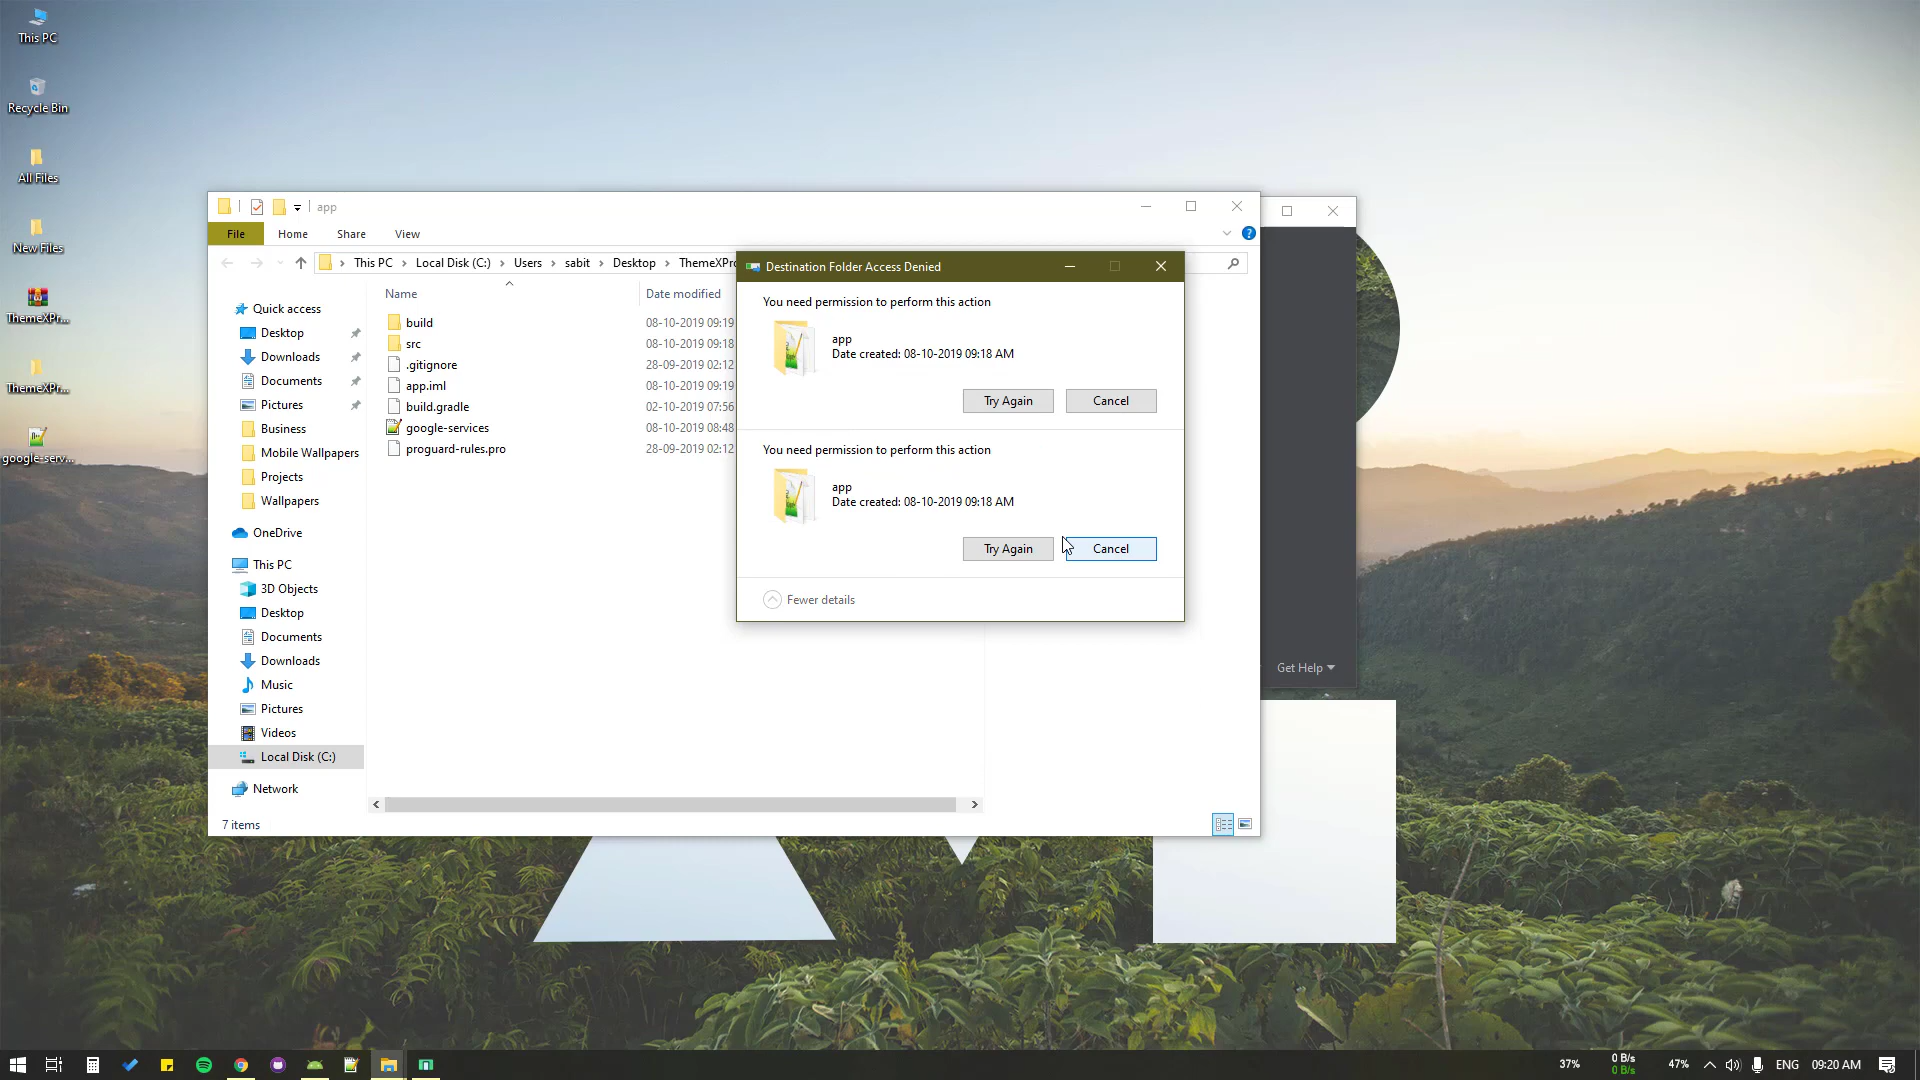 This PC
Recycle Bin
All Files
New Files
ThemeXPr...
ThemeXPr...
google-serv...
app
File Home Share View
This PC Local Disk (C:) Users sabit Desktop ThemeXPro
Name Date modified
Quick access
Desktop
Downloads
Documents
Pictures
Business
Mobile Wallpapers
Projects
Wallpapers
OneDrive
This PC
3D Objects
Desktop
Documents
Downloads
Music
Pictures
Videos
Local Disk (C:)
Network
build 08-10-2019 09:19
src 08-10-2019 09:18
.gitignore 28-09-2019 02:12
app.iml 08-10-2019 09:19
build.gradle 02-10-2019 07:56
google-services 08-10-2019 08:48
proguard-rules.pro 28-09-2019 02:12
7 items
Destination Folder Access Denied
You need permission to perform this action
app
Date created: 08-10-2019 09:18 AM
Try Again Cancel
You need permission to perform this action
app
Date created: 08-10-2019 09:18 AM
Try Again Cancel
Fewer details
Get Help
37% 0 B/s 47% ENG 09:20 AM
0 B/s